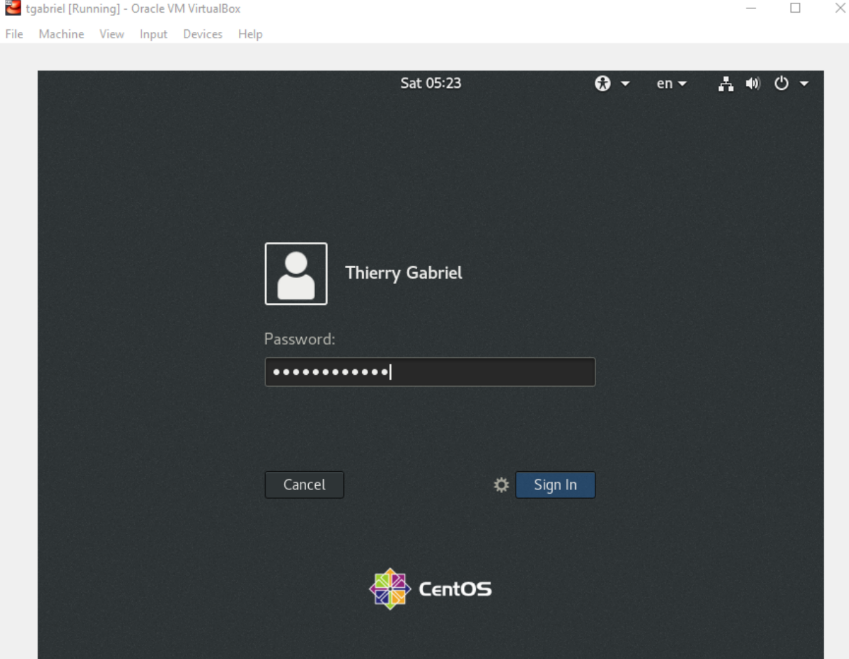 tgabriel [Running] - Oracle VM VirtualBox
File Machine View Input Devices Help
Sat 05:23 en
Thierry Gabriel
Password:
••••••••••••
Cancel Sign In
CentOS